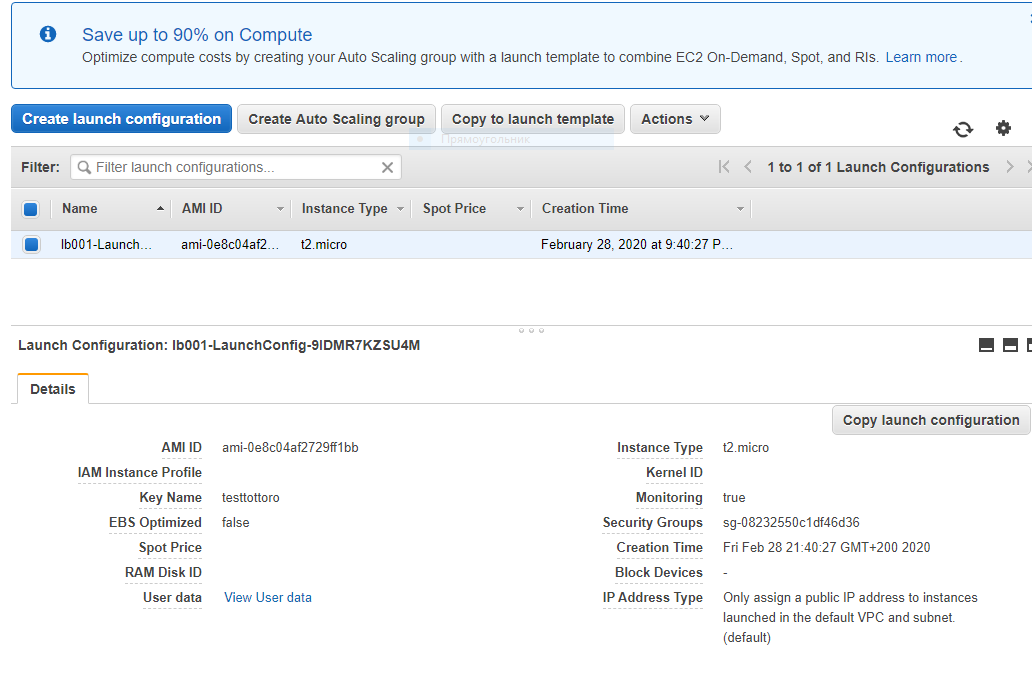 Save up to 90% on Compute
Optimize compute costs by creating your Auto Scaling group with a launch template to combine EC2 On-Demand, Spot, and RIs. Learn more.
Create launch configuration Create Auto Scaling group Copy to launch template Actions
Прямоугольник
Filter: Filter launch configurations... 1 to 1 of 1 Launch Configurations
Name AMI ID Instance Type Spot Price Creation Time
lb001-Launch... ami-0e8c04af2... t2.micro February 28, 2020 at 9:40:27 P...
Launch Configuration: lb001-LaunchConfig-9IDMR7KZSU4M
Details
Copy launch configuration
AMI ID ami-0e8c04af2729ff1bb Instance Type t2.micro
IAM Instance Profile Kernel ID
Key Name testtottoro Monitoring true
EBS Optimized false Security Groups sg-08232550c1df46d36
Spot Price Creation Time Fri Feb 28 21:40:27 GMT+200 2020
RAM Disk ID Block Devices -
User data View User data IP Address Type Only assign a public IP address to instances
launched in the default VPC and subnet.
(default)